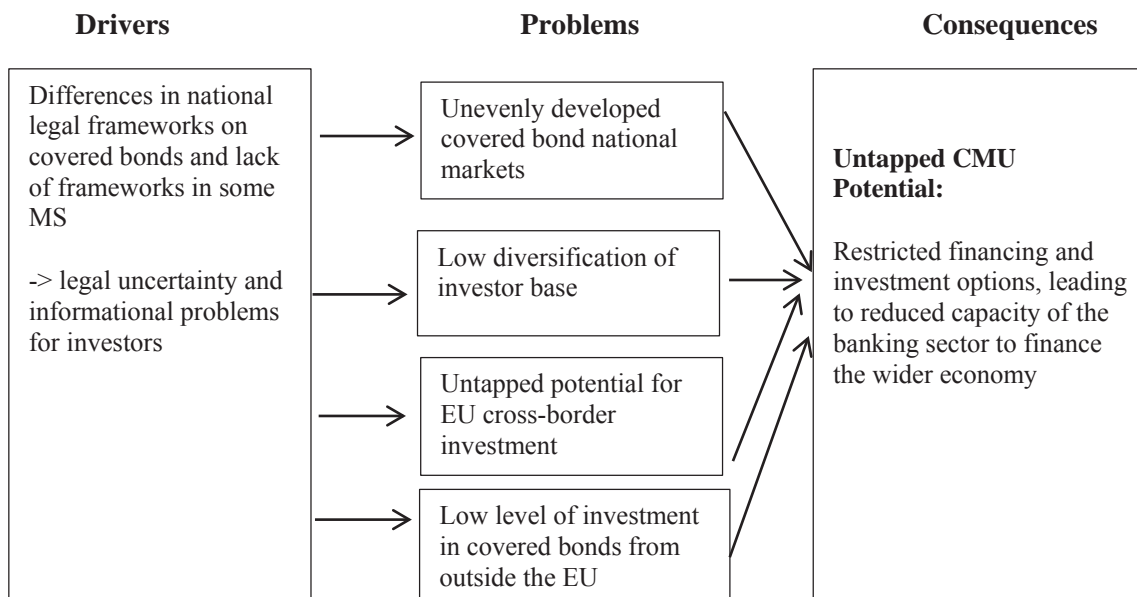 Drivers
Problems
Consequences
Differences in national
legal frameworks on
covered bonds and lack
of frameworks in some
MS
-> legal uncertainty and
informational problems
for investors
Unevenly developed
covered bond national
markets
Low diversification of
investor base
Untapped potential for
EU cross-border
investment
Low level of investment
in covered bonds from
outside the EU
Untapped CMU
Potential:
Restricted financing and
investment options, leading
to reduced capacity of the
banking sector to finance
the wider economy